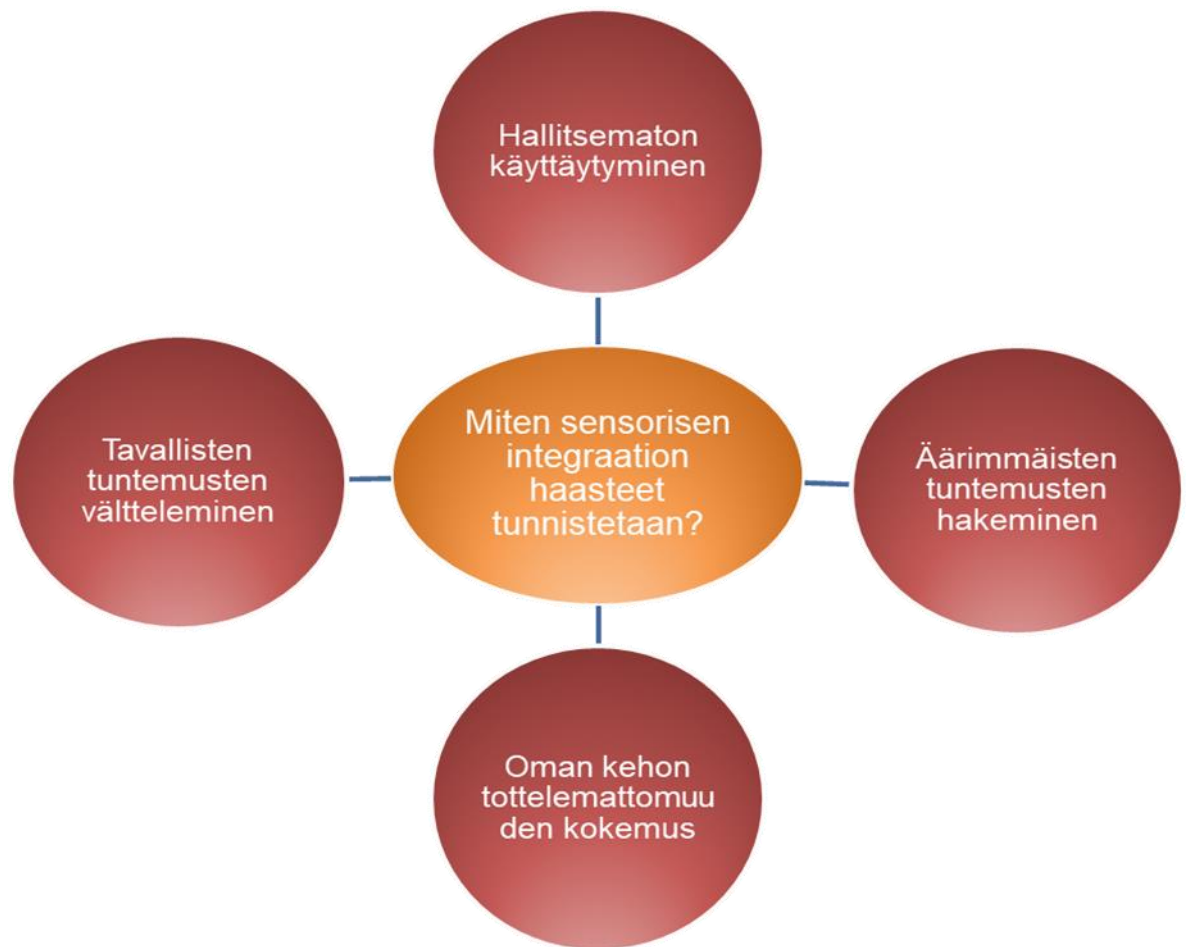 Hallitsematon
käyttäytyminen
Tavallisten
tuntemusten
vältteleminen
Miten sensorisen
integraation
haasteet
tunnistetaan?
Äärimmäisten
tuntemusten
hakeminen
Oman kehon
tottelemattomuu
den kokemus